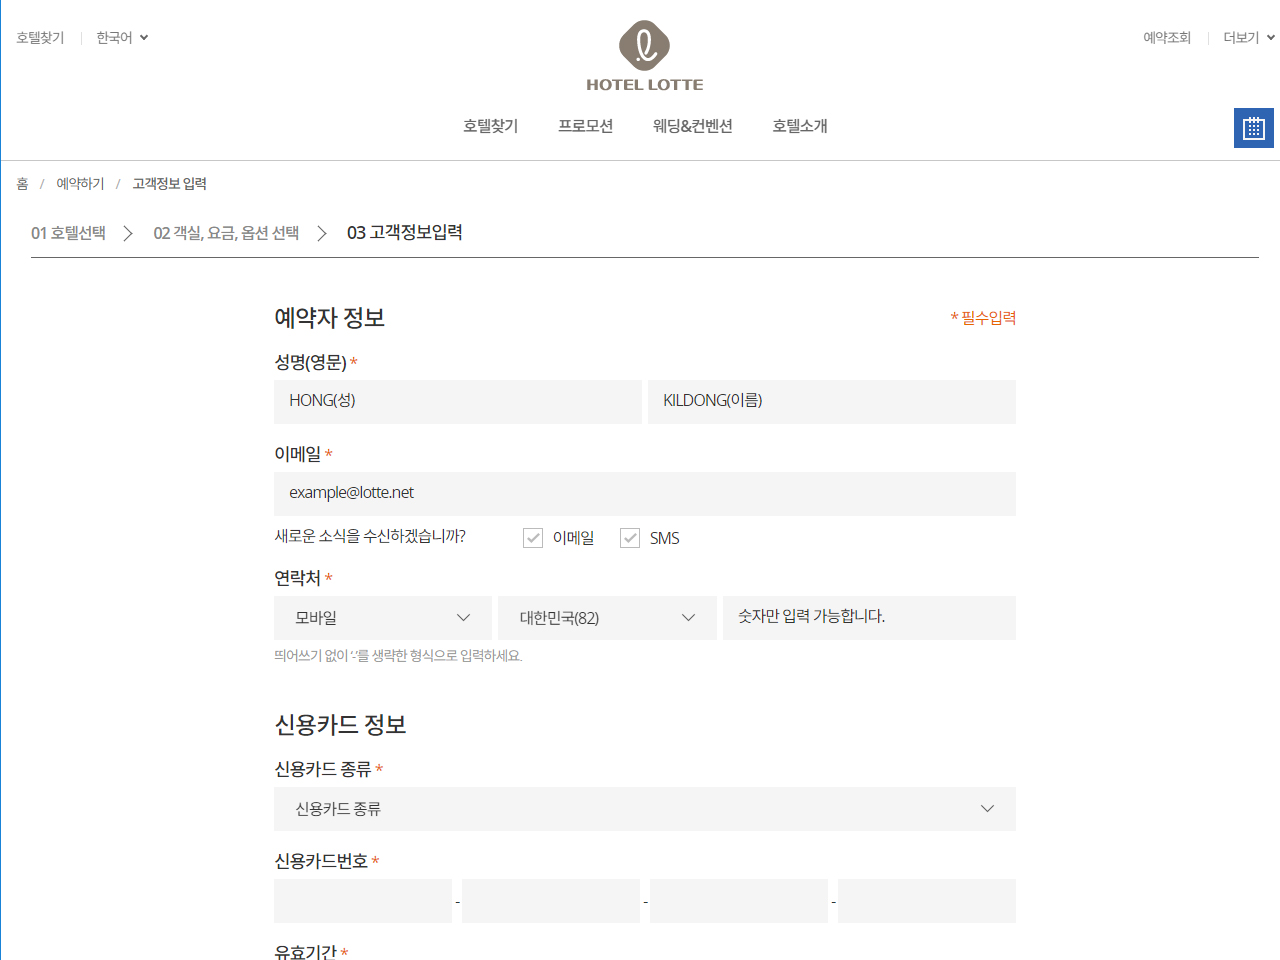 호텔찾기 한국어
예약조회 더보기
HOTEL LOTTE
호텔찾기 프로모션 웨딩&컨벤션 호텔소개
홈 / 예약하기 / 고객정보 입력
01 호텔선택 02 객실, 요금, 옵션 선택 03 고객정보입력
예약자 정보 * 필수입력
성명(영문) *
HONG(성) KILDONG(이름)
이메일 *
example@lotte.net
새로운 소식을 수신하겠습니까? 이메일 SMS
연락처 *
모바일 대한민국(82) 숫자만 입력 가능합니다.
띄어쓰기 없이 '-'를 생략한 형식으로 입력하세요.
신용카드 정보
신용카드 종류 *
신용카드 종류
신용카드번호 *
- - -
유효기간 *